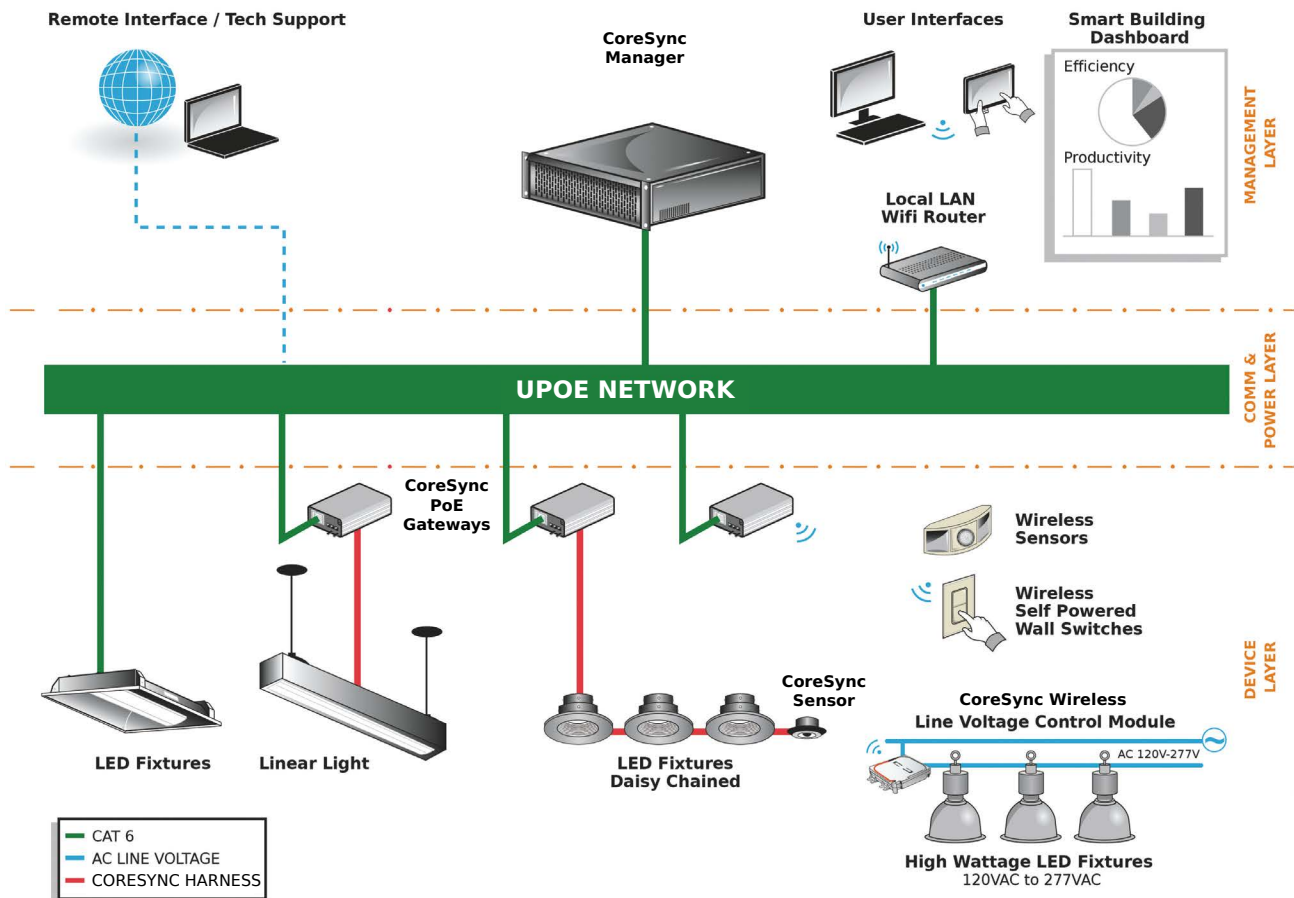 Remote Interface / Tech Support
CoreSync
Manager
User Interfaces
Smart Building
Dashboard
Efficiency
Productivity
MANAGEMENT
LAYER
Local LAN
Wifi Router
UPOE NETWORK
COMM &
POWER LAYER
CoreSync
PoE
Gateways
Wireless
Sensors
Wireless
Self Powered
Wall Switches
DEVICE
LAYER
CoreSync
Sensor
CoreSync Wireless
Line Voltage Control Module
AC 120V-277V
LED Fixtures
Linear Light
LED Fixtures
Daisy Chained
High Wattage LED Fixtures
120VAC to 277VAC
CAT 6
AC LINE VOLTAGE
CORESYNC HARNESS